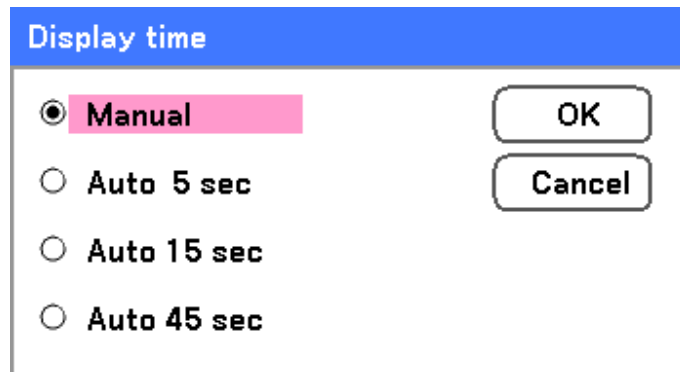 Display time
Manual
OK
Auto 5 sec
Cancel
Auto 15 sec
Auto 45 sec